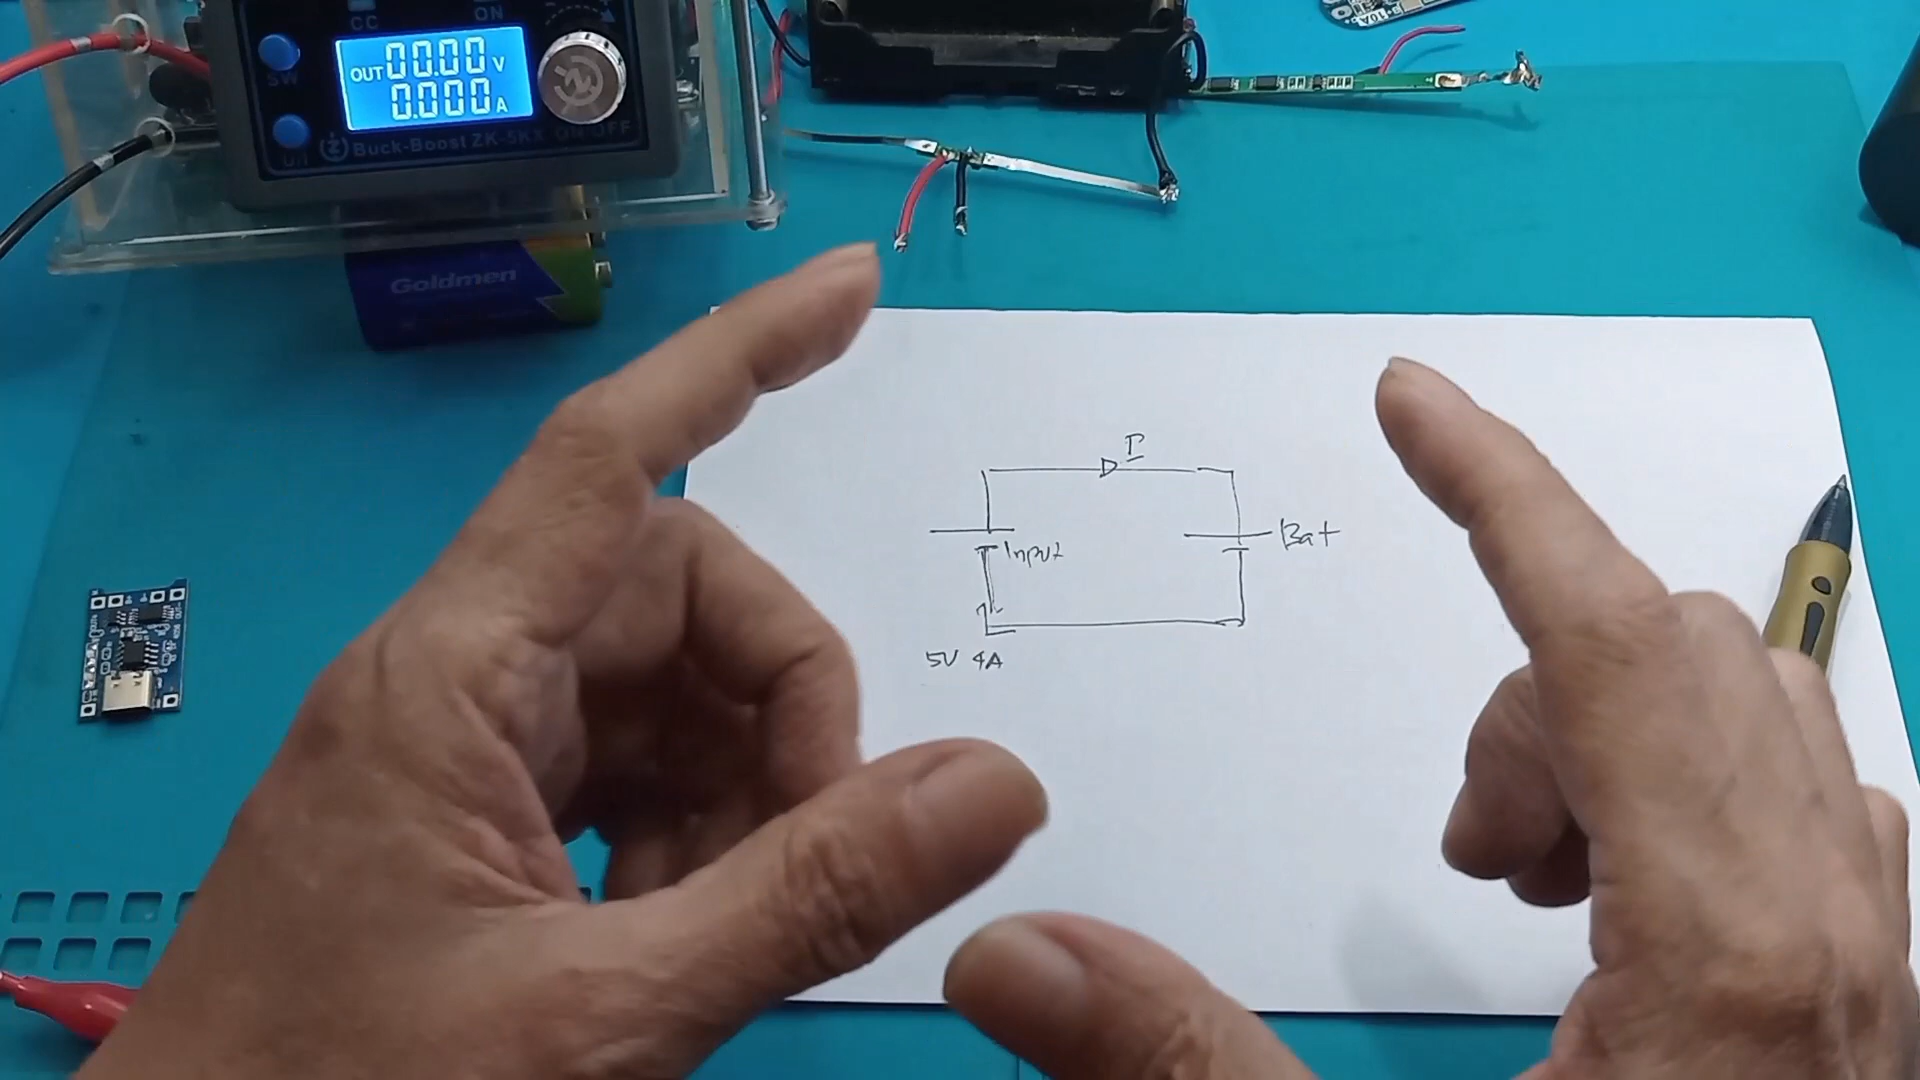 CC ON
SW
OUT 00.00 V
0.000 A
U/I
Buck-Boost ZK-5KX ON/OFF
Goldmen
I
Input
Bat
5V 4A